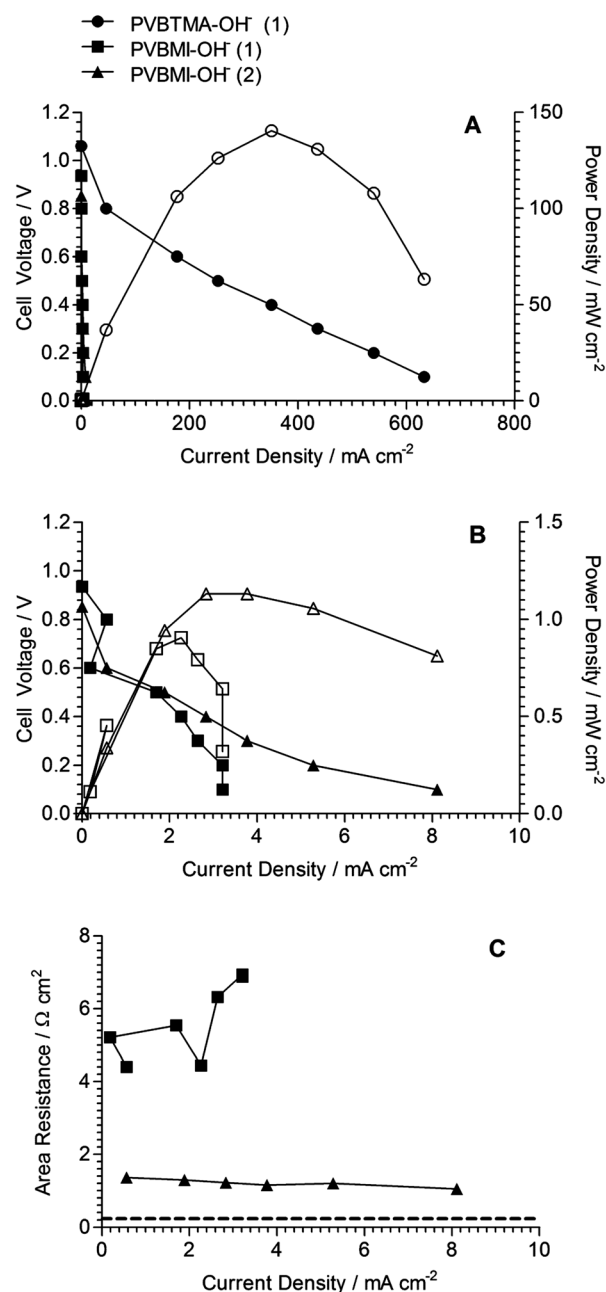 PVBTMA-OH⁻ (1)
PVBMI-OH⁻ (1)
PVBMI-OH⁻ (2)
A
1.2
1.0
0.8
0.6
0.4
0.2
0.0
Cell Voltage / V
150
100
50
0
Power Density / mW cm⁻²
0 200 400 600 800
Current Density / mA cm⁻²
B
1.2
1.0
0.8
0.6
0.4
0.2
0.0
Cell Voltage / V
1.5
1.0
0.5
0.0
Power Density / mW cm⁻²
0 2 4 6 8 10
Current Density / mA cm⁻²
C
8
6
4
2
0
Area Resistance / Ω cm²
0 2 4 6 8 10
Current Density / mA cm⁻²